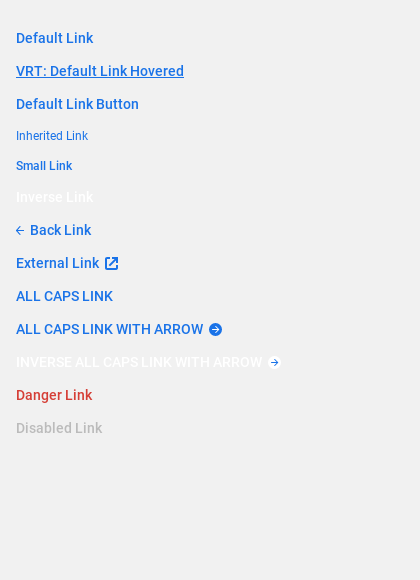 Default Link
VRT: Default Link Hovered
Default Link Button
Inherited Link
Small Link
Inverse Link
Back Link
External Link
ALL CAPS LINK
ALL CAPS LINK WITH ARROW
INVERSE ALL CAPS LINK WITH ARROW
Danger Link
Disabled Link